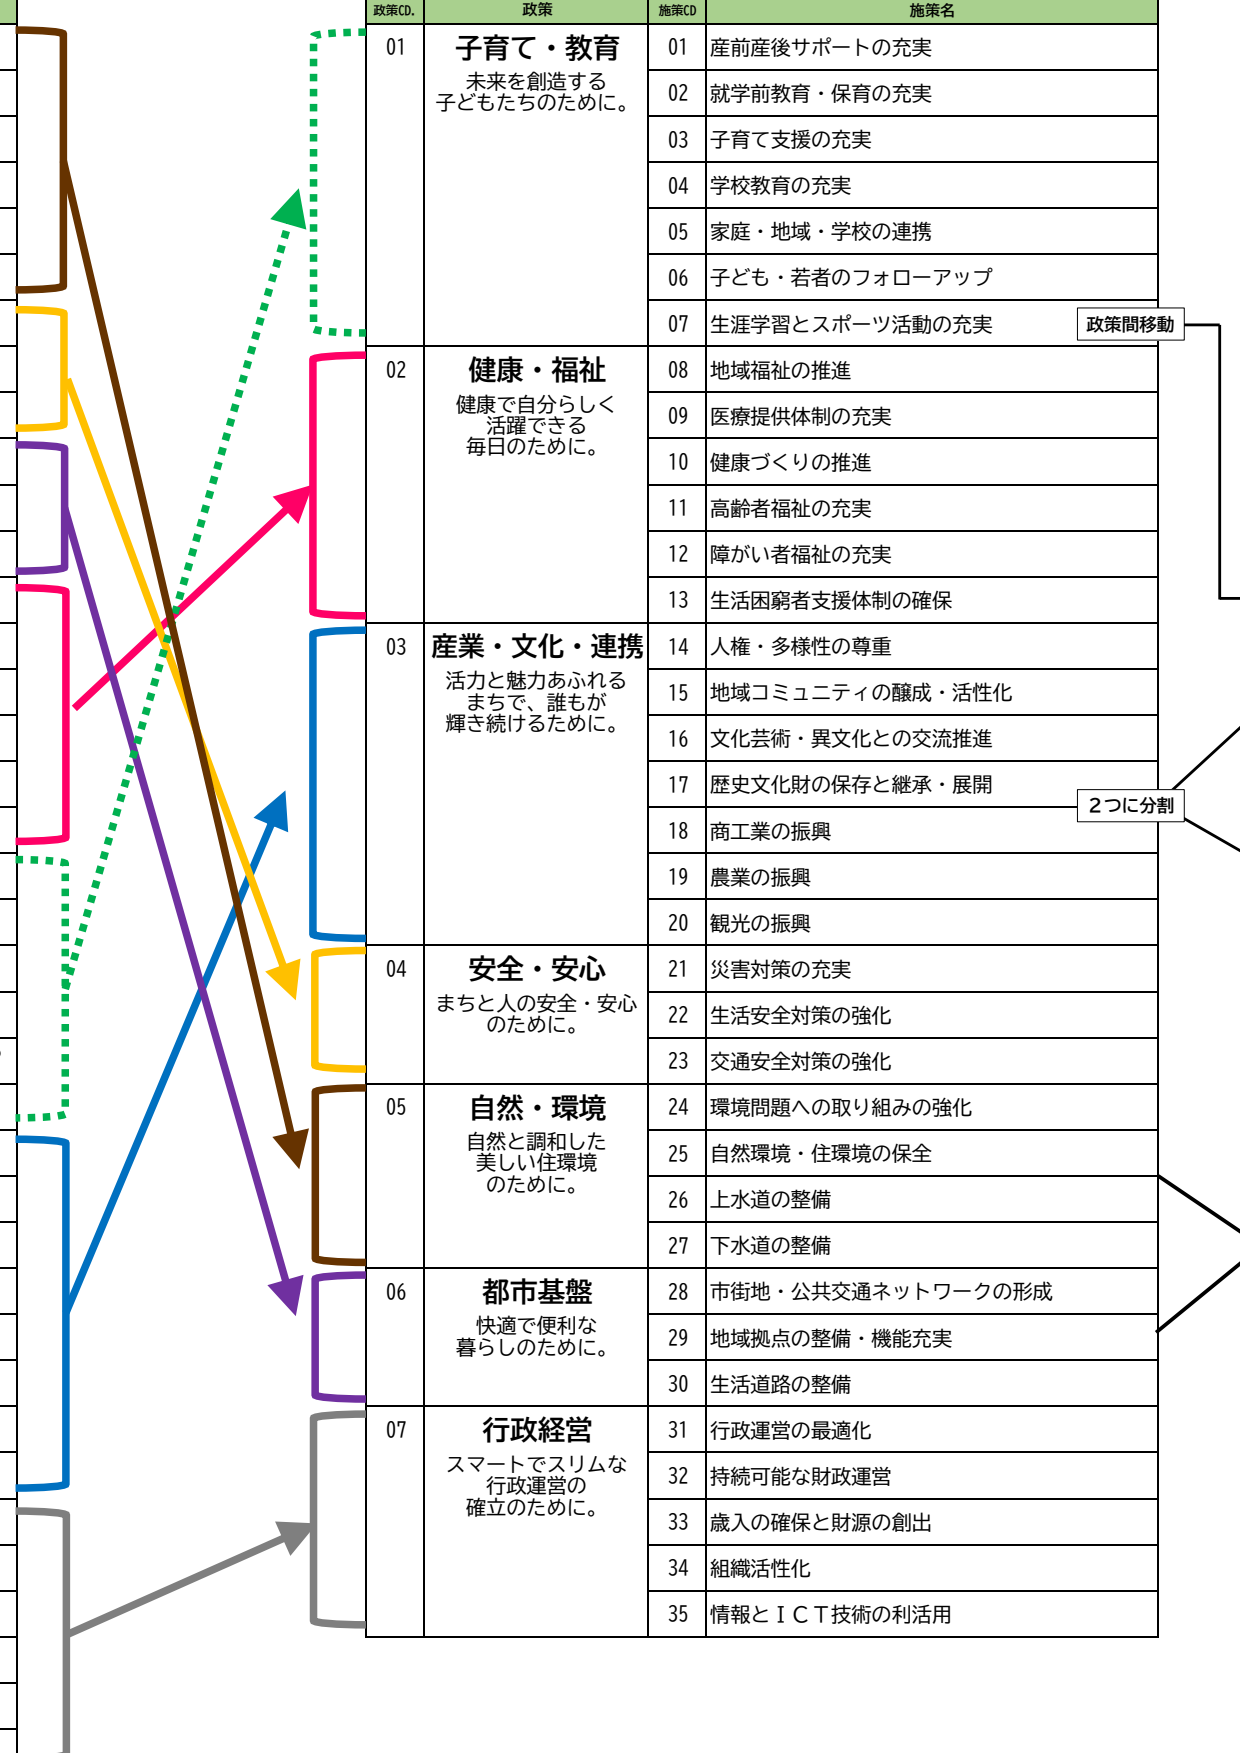 政策CD. 政策 施策CD 施策名
01 子育て・教育 01 産前産後サポートの充実
未来を創造する
子どもたちのために。
02 就学前教育・保育の充実
03 子育て支援の充実
04 学校教育の充実
05 家庭・地域・学校の連携
06 子ども・若者のフォローアップ
07 生涯学習とスポーツ活動の充実 政策間移動
02 健康・福祉 08 地域福祉の推進
健康で自分らしく
活躍できる
毎日のために。
09 医療提供体制の充実
10 健康づくりの推進
11 高齢者福祉の充実
12 障がい者福祉の充実
13 生活困窮者支援体制の確保
03 産業・文化・連携 14 人権・多様性の尊重
活力と魅力あふれる
まちで、誰もが
輝き続けるために。
15 地域コミュニティの醸成・活性化
16 文化芸術・異文化との交流推進
17 歴史文化財の保存と継承・展開
2つに分割
18 商工業の振興
19 農業の振興
20 観光の振興
04 安全・安心 21 災害対策の充実
まちと人の安全・安心
のために。
22 生活安全対策の強化
23 交通安全対策の強化
05 自然・環境 24 環境問題への取り組みの強化
自然と調和した
美しい住環境
のために。
25 自然環境・住環境の保全
26 上水道の整備
27 下水道の整備
06 都市基盤 28 市街地・公共交通ネットワークの形成
快適で便利な
暮らしのために。
29 地域拠点の整備・機能充実
30 生活道路の整備
07 行政経営 31 行政運営の最適化
スマートでスリムな
行政運営の
確立のために。
32 持続可能な財政運営
33 歳入の確保と財源の創出
34 組織活性化
35 情報とＩＣＴ技術の利活用